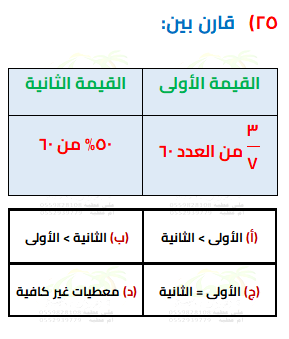 ٢٥) قارن بين:
القيمة الأولى
القيمة الثانية
٣/٧ من العدد ٦٠
٥٠% من ٦٠
(أ) الأولى > الثانية
(ب) الثانية > الأولى
(ج) الأولى = الثانية
(د) معطيات غير كافية